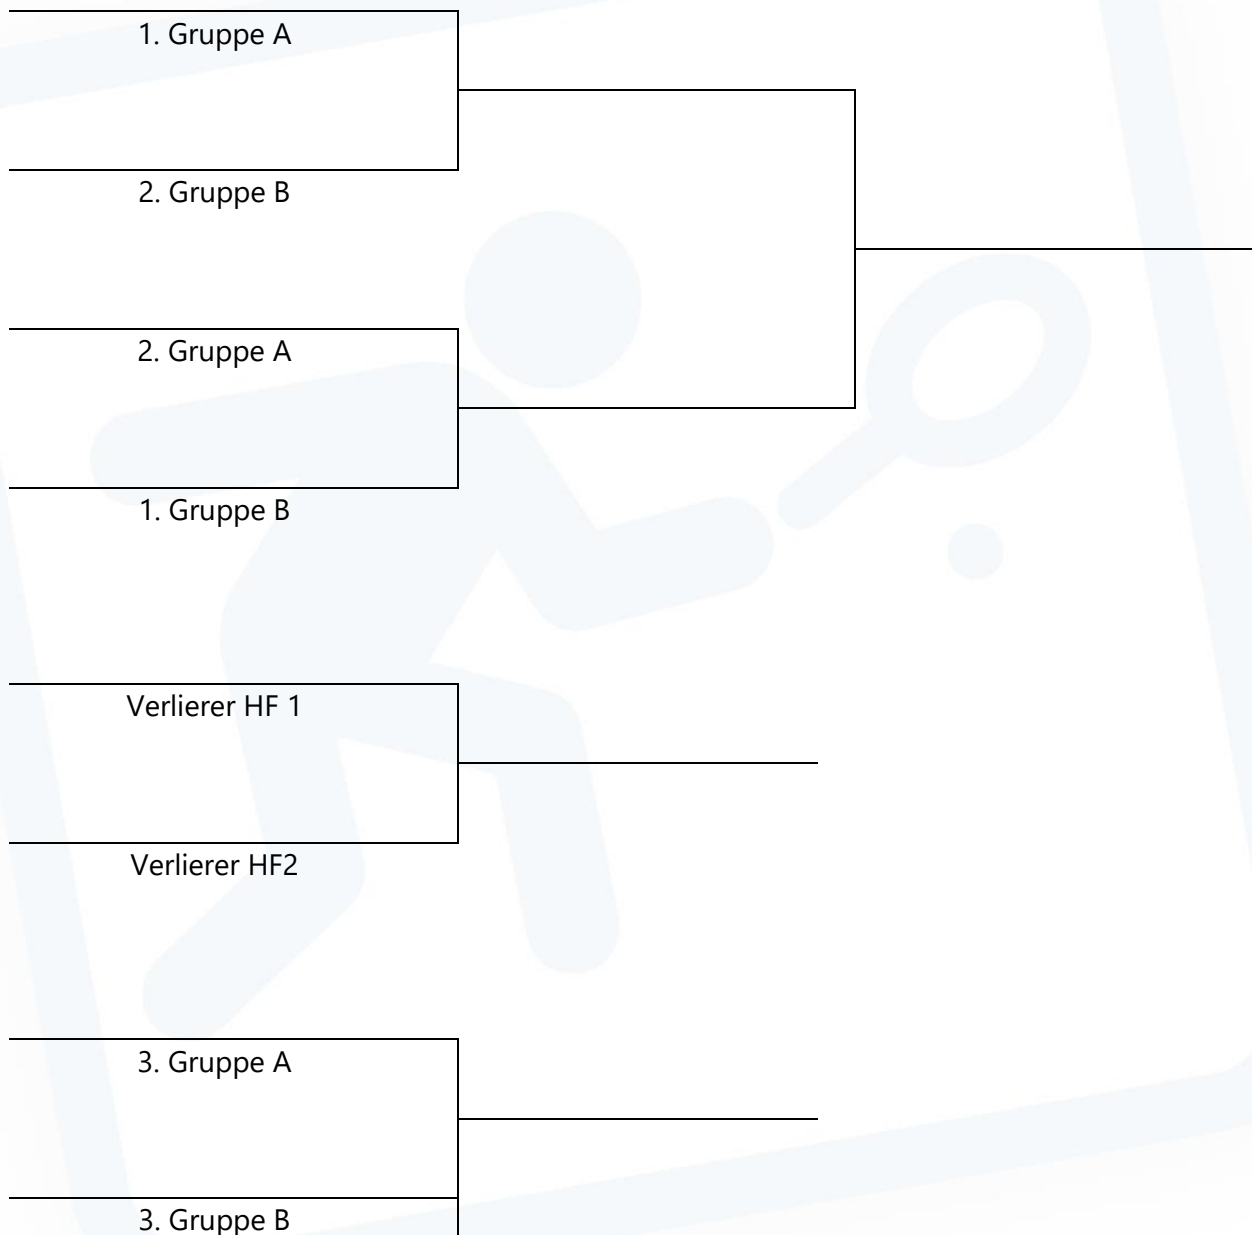 1. Gruppe A
2. Gruppe B
2. Gruppe A
1. Gruppe B
Verlierer HF 1
Verlierer HF2
3. Gruppe A
3. Gruppe B